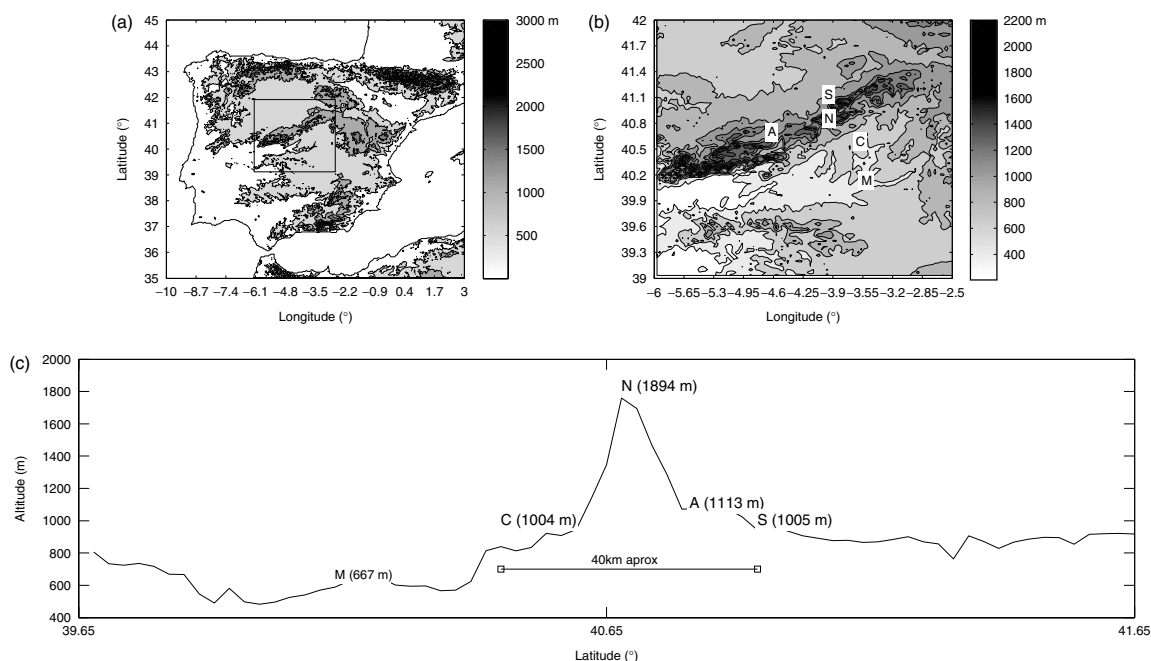 (a)
45
44
43
42
41
40
39
38
37
36
35
Latitude (°)
−10 −8.7 −7.4 −6.1 −4.8 −3.5 −2.2 −0.9 0.4 1.7 3
Longitude (°)
3000 m
2500
2000
1500
1000
500
(b)
42
41.7
41.4
41.1
40.8
40.5
40.2
39.9
39.6
39.3
39
Latitude (°)
S
N
A
C
M
−6 −5.65 −5.3 −4.95 −4.6 −4.25 −3.9 −3.55 −3.2 −2.85 −2.5
Longitude (°)
2200 m
2000
1800
1600
1400
1200
1000
800
600
400
(c)
2000
1800
1600
1400
1200
1000
800
600
400
Altitude (m)
N (1894 m)
C (1004 m)
A (1113 m)
S (1005 m)
M (667 m)
40km aprox
39.65 40.65 41.65
Latitude (°)